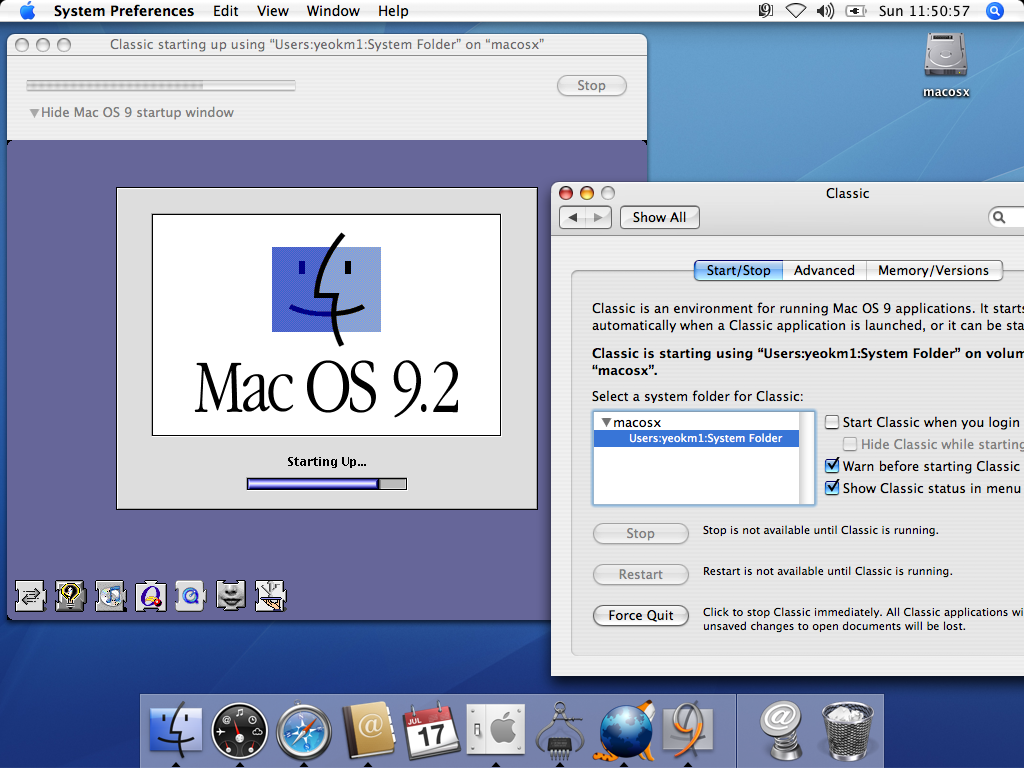 System Preferences Edit View Window Help
Sun 11:50:57
Classic starting up using “Users:yeokm1:System Folder” on “macosx”
Stop
Hide Mac OS 9 startup window
macosx
Mac OS 9.2
Starting Up...
Classic
Show All
Start/Stop Advanced Memory/Versions
Classic is an environment for running Mac OS 9 applications. It starts
automatically when a Classic application is launched, or it can be sta
Classic is starting using “Users:yeokm1:System Folder” on volum
“macosx”.
Select a system folder for Classic:
macosx
Users:yeokm1:System Folder
Start Classic when you login
Hide Classic while starting
Warn before starting Classic
Show Classic status in menu
Stop
Stop is not available until Classic is running.
Restart
Restart is not available until Classic is running.
Force Quit
Click to stop Classic immediately. All Classic applications wi
unsaved changes to open documents will be lost.
JUL
17